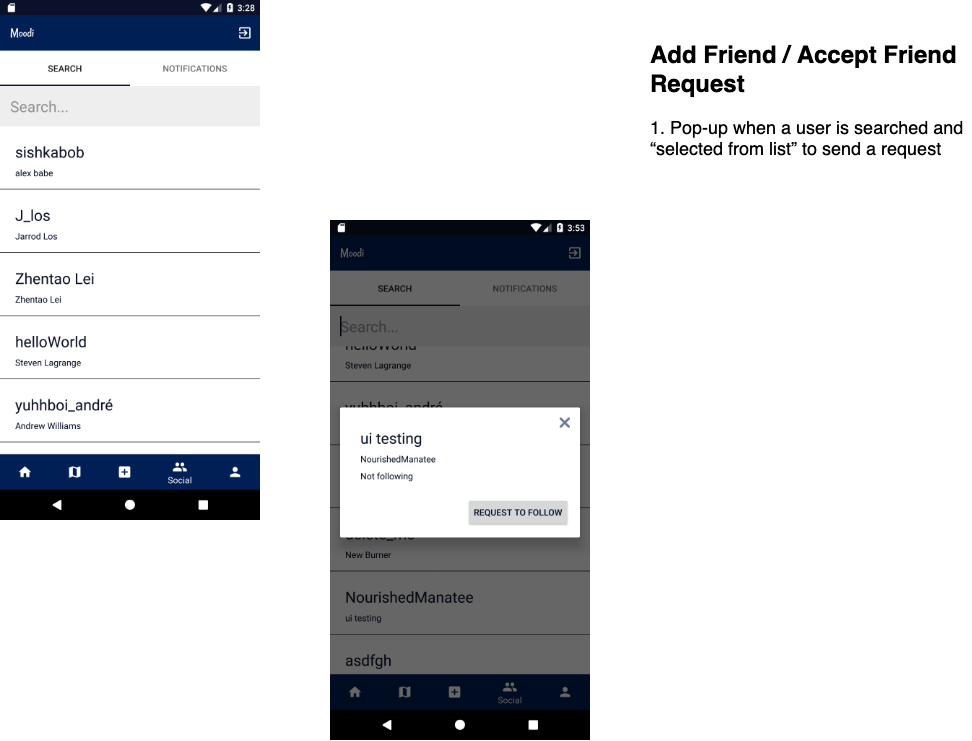 3:28
Moodi
SEARCH NOTIFICATIONS
Search...
sishkabob
alex babe
J_los
Jarrod Los
Zhentao Lei
Zhentao Lei
helloWorld
Steven Lagrange
yuhhboi_andré
Andrew Williams
Social
Add Friend / Accept Friend
Request
1. Pop-up when a user is searched and
“selected from list” to send a request
3:53
Moodi
SEARCH NOTIFICATIONS
Search...
helloWorld
Steven Lagrange
yuhhboi_andré
ui testing
NourishedManatee
Not following
REQUEST TO FOLLOW
delete_me
New Burner
NourishedManatee
ui testing
asdfgh
Social